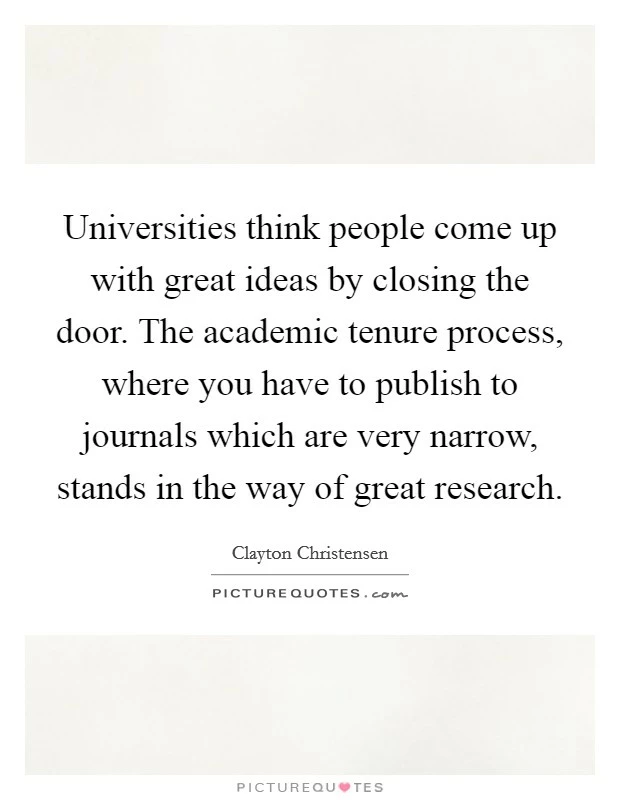 Universities think people come up
with great ideas by closing the
door. The academic tenure process,
where you have to publish to
journals which are very narrow,
stands in the way of great research.
Clayton Christensen
PICTUREQUOTES.com
PICTUREQUOTES